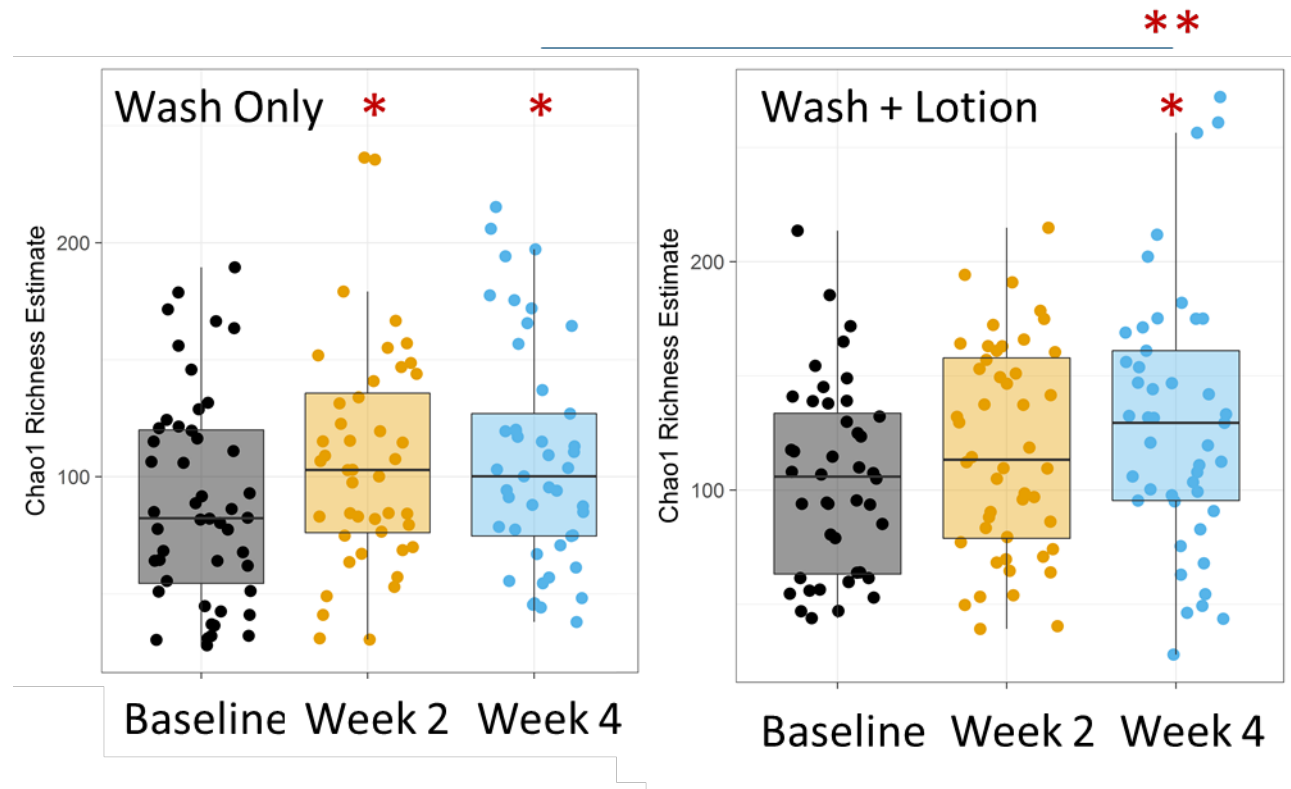 **
Wash Only * *
Wash + Lotion *
Chao1 Richness Estimate
200
100
Baseline Week 2 Week 4
Chao1 Richness Estimate
200
100
Baseline Week 2 Week 4